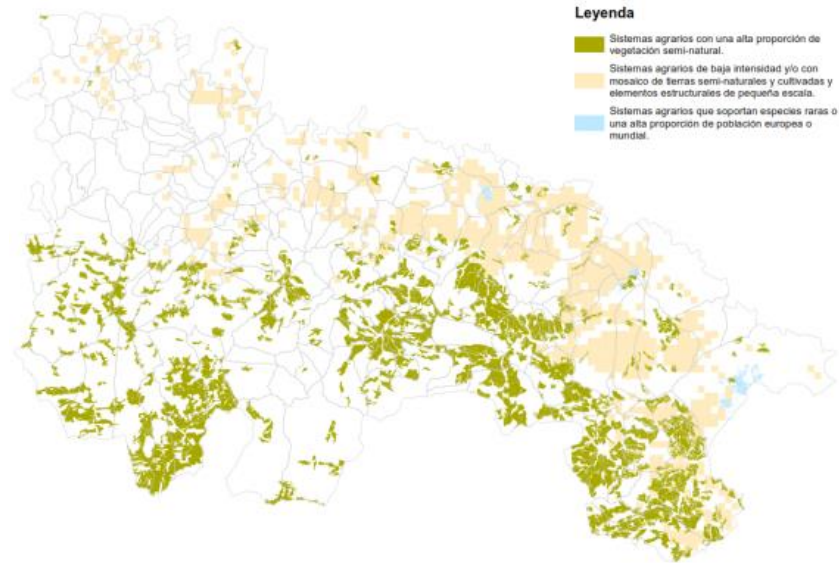 Leyenda
Sistemas agrarios con una alta proporción de
vegetación semi-natural.
Sistemas agrarios de baja intensidad y/o con
mosaico de tierras semi-naturales y cultivadas y
elementos estructurales de pequeña escala.
Sistemas agrarios que soportan especies raras o
una alta proporción de población europea o
mundial.